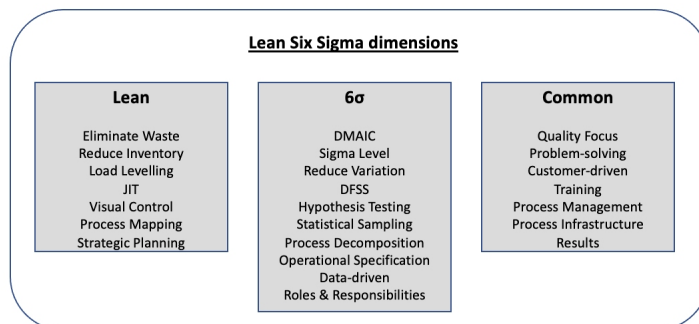 Lean Six Sigma dimensions
Lean
Eliminate Waste
Reduce Inventory
Load Levelling
JIT
Visual Control
Process Mapping
Strategic Planning
6σ
DMAIC
Sigma Level
Reduce Variation
DFSS
Hypothesis Testing
Statistical Sampling
Process Decomposition
Operational Specification
Data-driven
Roles & Responsibilities
Common
Quality Focus
Problem-solving
Customer-driven
Training
Process Management
Process Infrastructure
Results